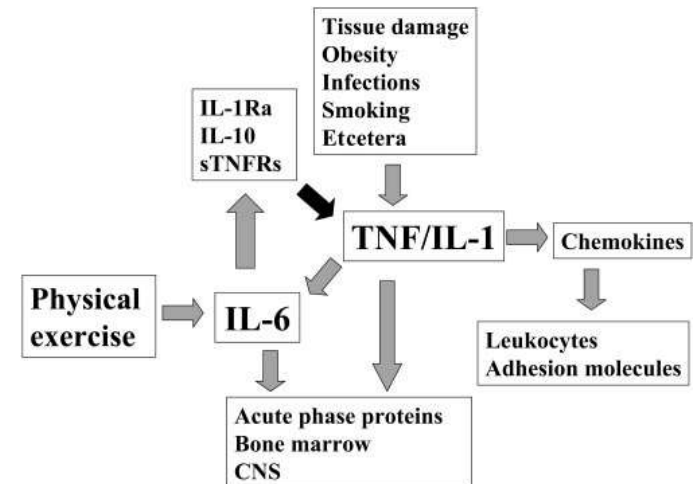 Tissue damage
Obesity
Infections
Smoking
Etcetera
IL-1Ra
IL-10
sTNFRs
TNF/IL-1
Chemokines
Physical
exercise
IL-6
Leukocytes
Adhesion molecules
Acute phase proteins
Bone marrow
CNS